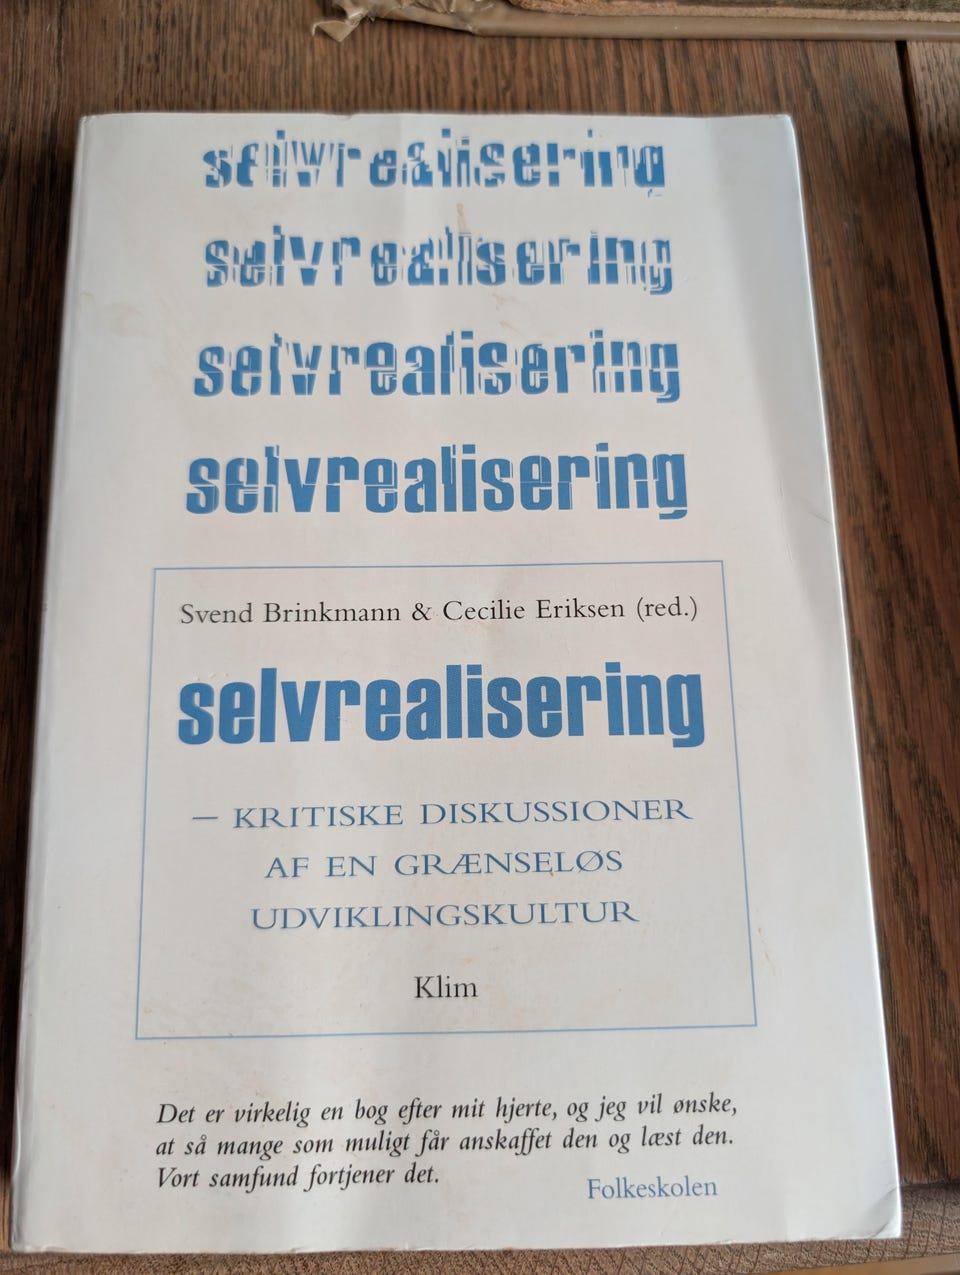 selvrealisering
selvrealisering
selvrealisering
selvrealisering
Svend Brinkmann & Cecilie Eriksen (red.)
selvrealisering
– KRITISKE DISKUSSIONER
AF EN GRÆNSELØS
UDVIKLINGSKULTUR
Klim
Det er virkelig en bog efter mit hjerte, og jeg vil ønske,
at så mange som muligt får anskaffet den og læst den.
Vort samfund fortjener det.
Folkeskolen